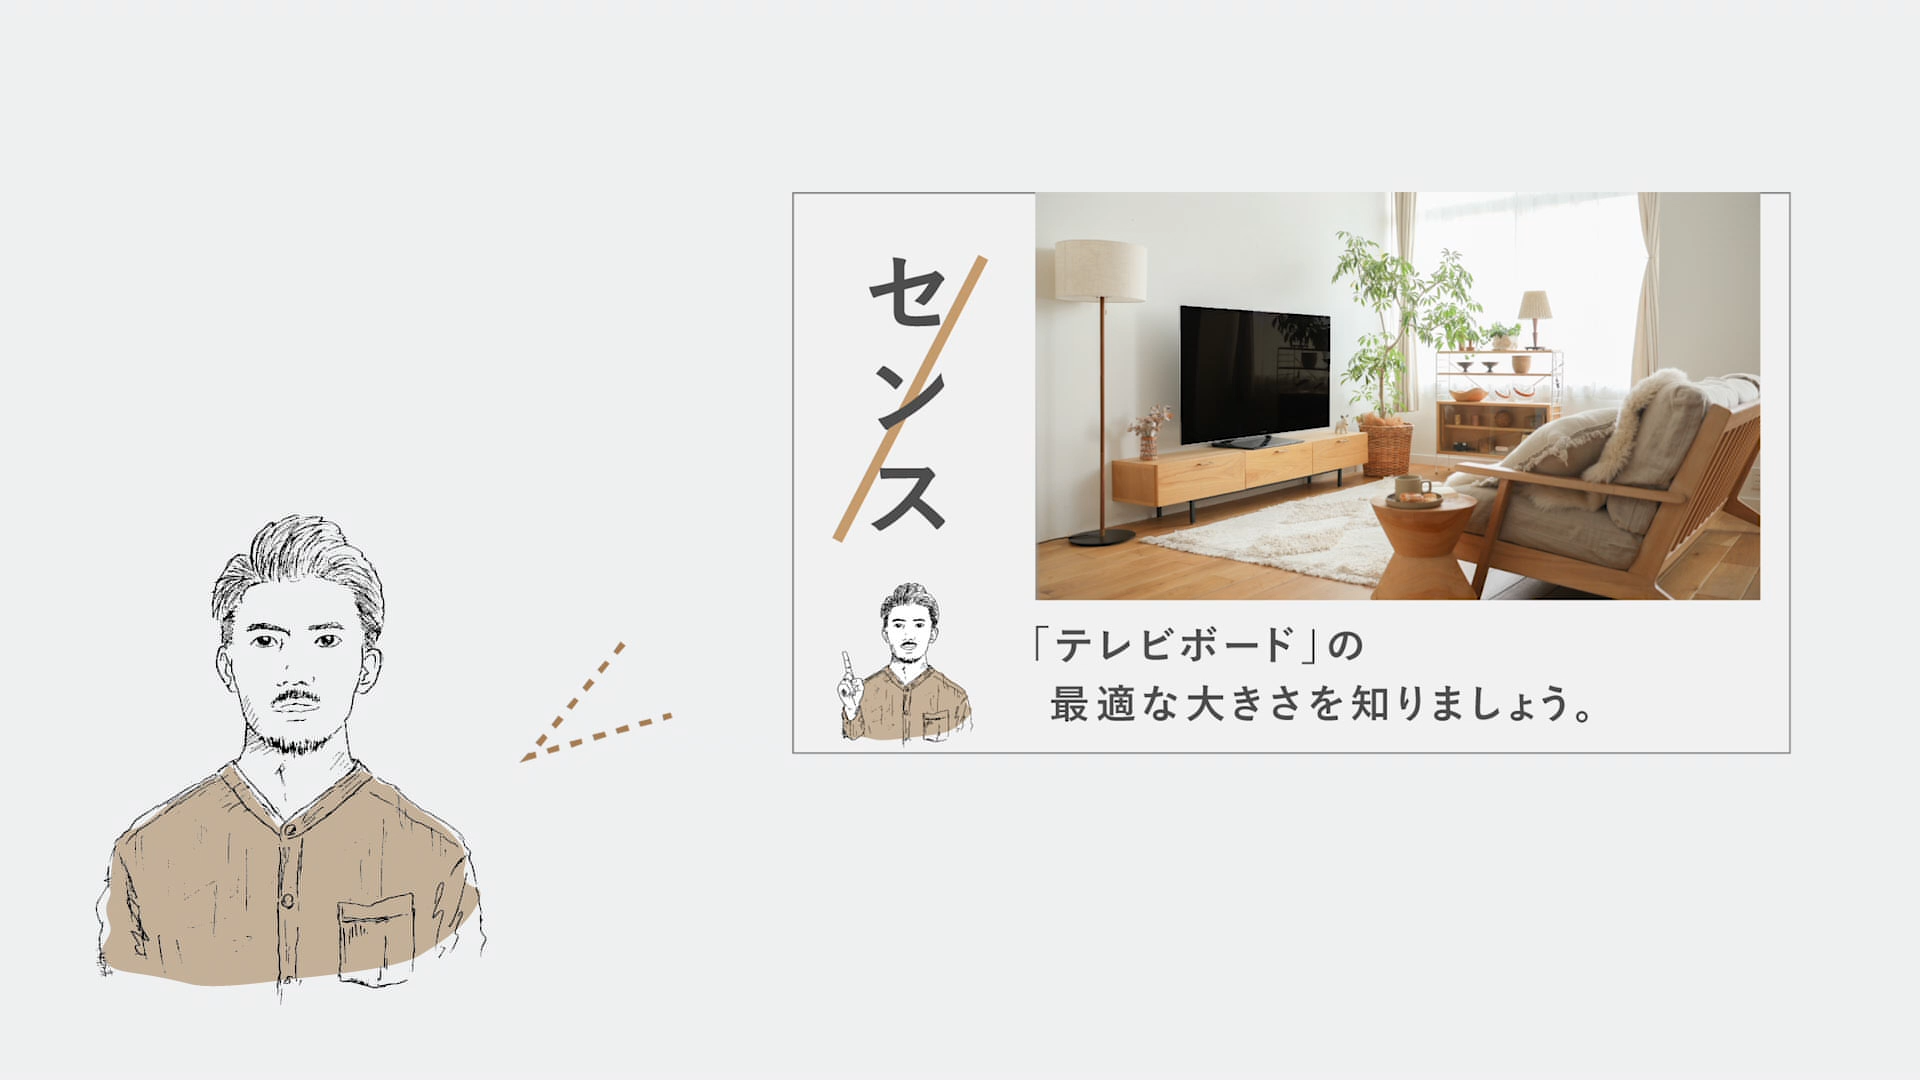 センス
「テレビボード」の
最適な大きさを知りましょう。